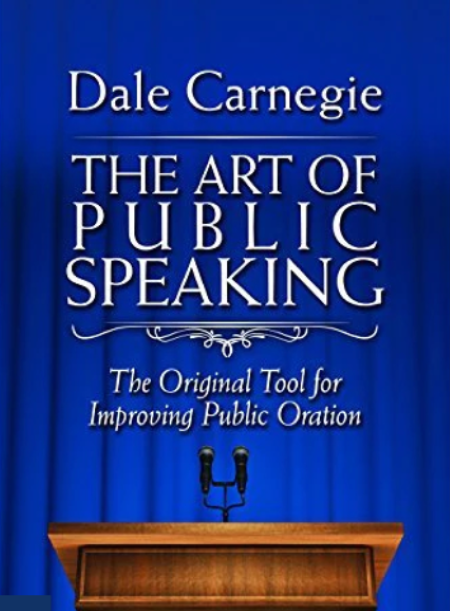 Dale Carnegie
THE ART OF
PUBLIC
SPEAKING
The Original Tool for
Improving Public Oration